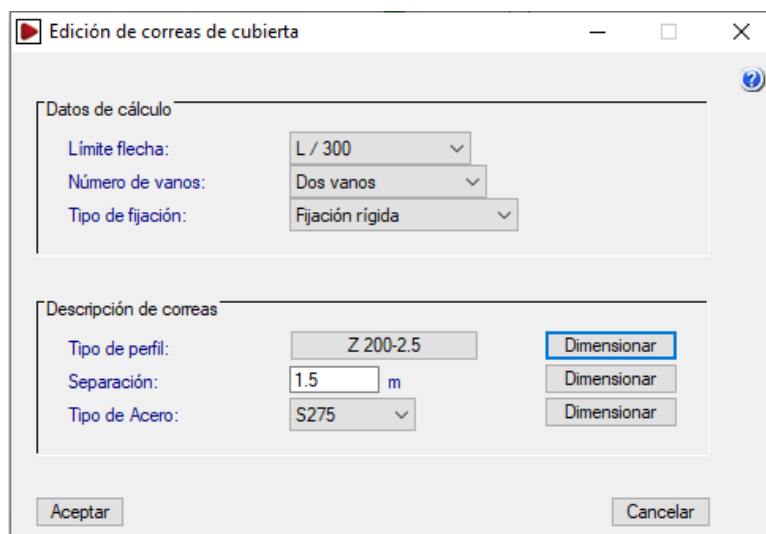 Edición de correas de cubierta
Datos de cálculo
Límite flecha: L / 300
Número de vanos: Dos vanos
Tipo de fijación: Fijación rígida
Descripción de correas
Tipo de perfil: Z 200-2.5 Dimensionar
Separación: 1.5 m Dimensionar
Tipo de Acero: S275 Dimensionar
Aceptar Cancelar